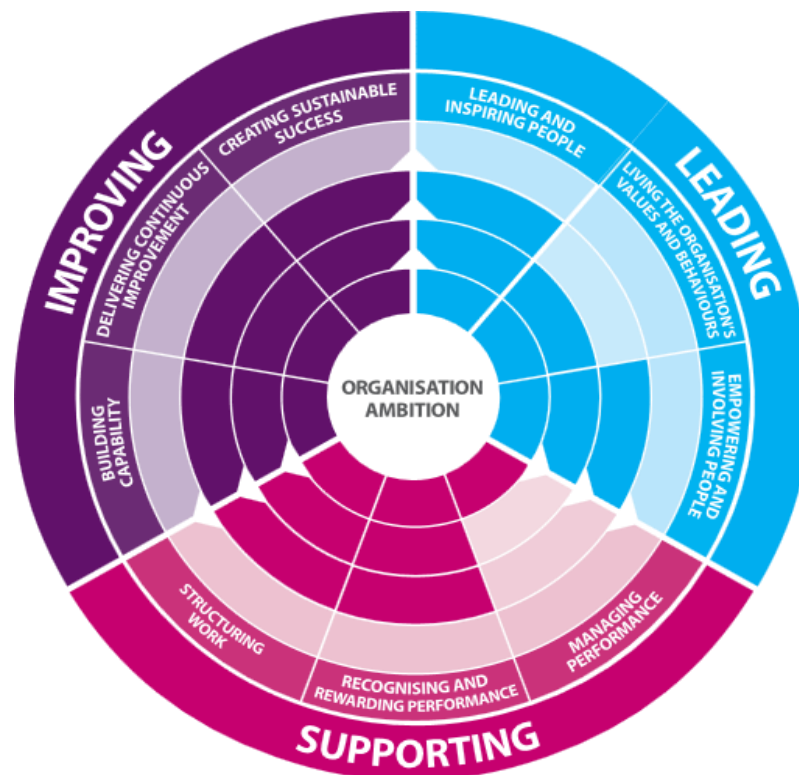 IMPROVING
CREATING SUSTAINABLE
SUCCESS
DELIVERING CONTINUOUS
IMPROVEMENT
BUILDING
CAPABILITY
LEADING
LEADING AND
INSPIRING PEOPLE
LIVING THE ORGANISATION'S
VALUES AND BEHAVIOURS
EMPOWERING AND
INVOLVING PEOPLE
ORGANISATION
AMBITION
STRUCTURING
WORK
RECOGNISING AND
REWARDING PERFORMANCE
MANAGING
PERFORMANCE
SUPPORTING